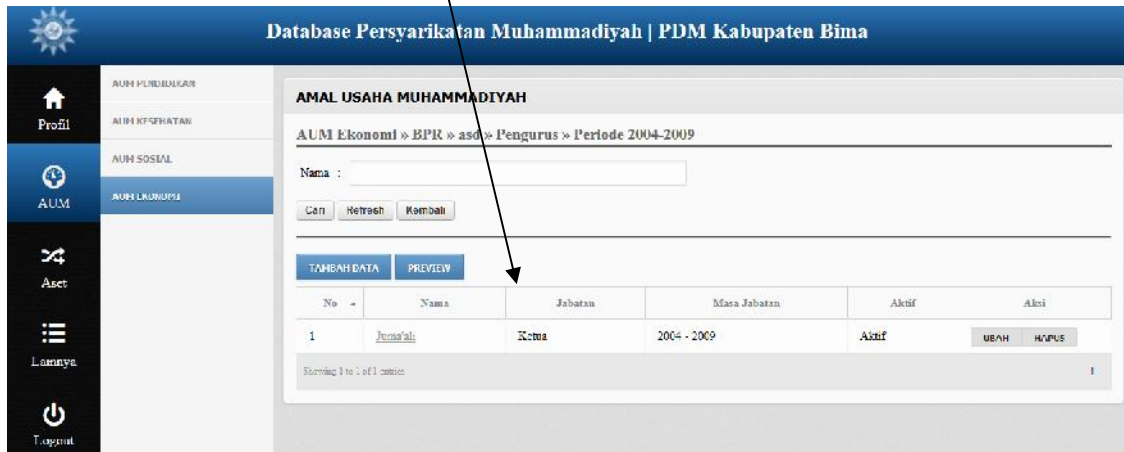 Database Persyarikatan Muhammadiyah | PDM Kabupaten Bima
Profil
AUM
Aset
Lainnya
Logout
AUM PENDIDIKAN
AUM KESEHATAN
AUM SOSIAL
AUM EKONOMI
AMAL USAHA MUHAMMADIYAH
AUM Ekonomi » BPR » asd » Pengurus » Periode 2004-2009
Nama :
Cari Refresh Kembali
TAMBAH DATA PREVIEW
No Nama Jabatan Masa Jabatan Aktif Aksi
1 Juma'ali Ketua 2004 - 2009 Aktif UBAH HAPUS
Showing 1 to 1 of 1 entries 1